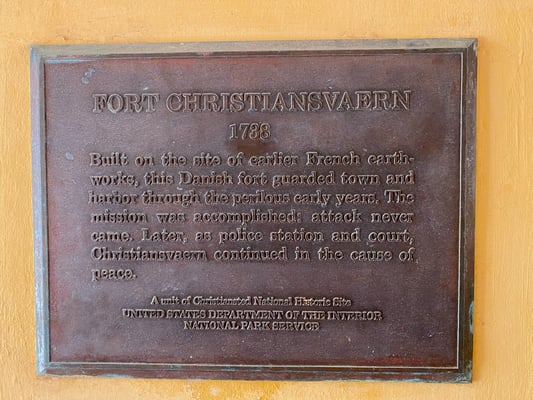 FORT CHRISTIANSVAERN
1738
Built on the site of earlier French earth-
works, this Danish fort guarded town and
harbor through the perilous early years. The
mission was accomplished: attack never
came. Later, as police station and court,
Christiansvaern continued in the cause of
peace.
A unit of Christiansted National Historic Site
UNITED STATES DEPARTMENT OF THE INTERIOR
NATIONAL PARK SERVICE